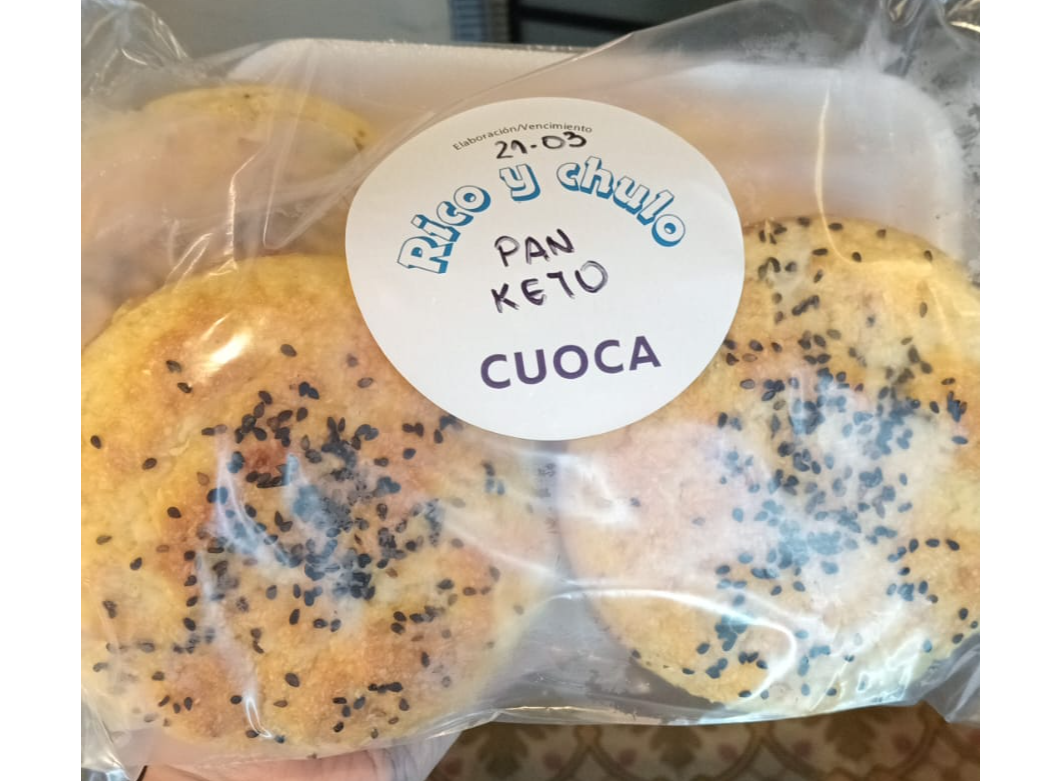 Elaboración/Vencimiento
21-03
Rico y chulo
PAN
KETO
CUOCA